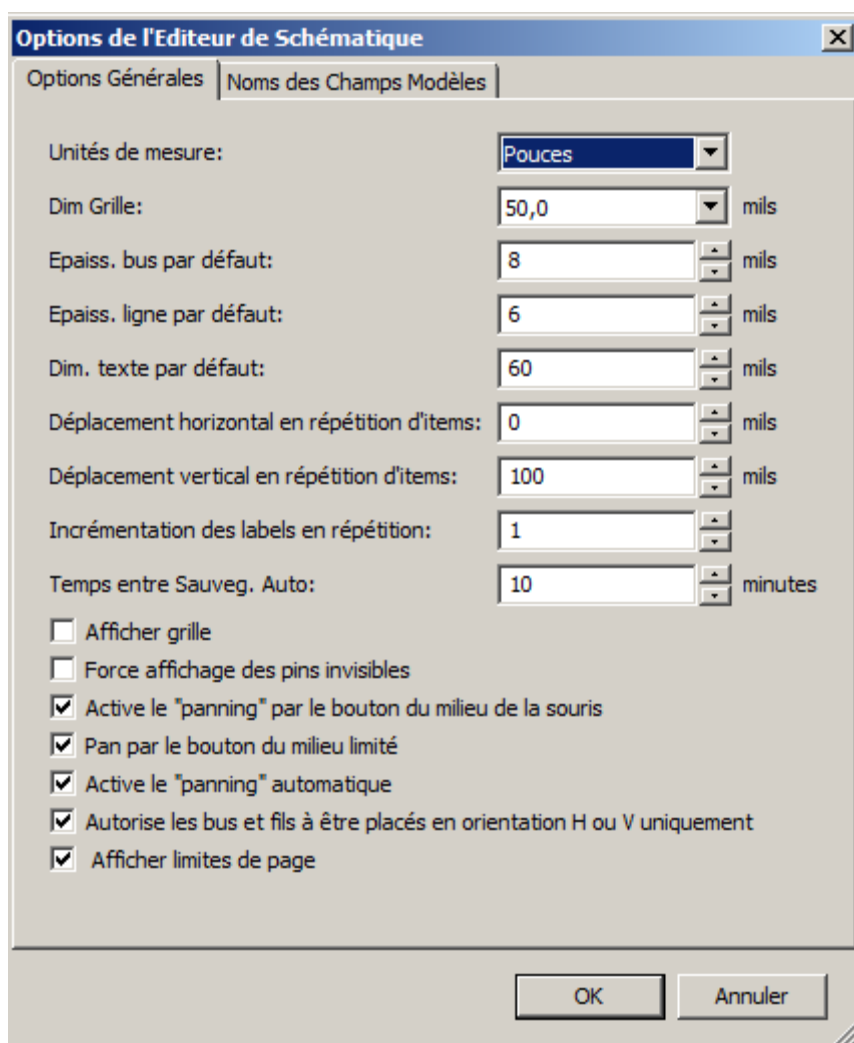 Options de l'Editeur de Schématique
Options Générales Noms des Champs Modèles
Unités de mesure: Pouces
Dim Grille: 50,0 mils
Epaiss. bus par défaut: 8 mils
Epaiss. ligne par défaut: 6 mils
Dim. texte par défaut: 60 mils
Déplacement horizontal en répétition d'items: 0 mils
Déplacement vertical en répétition d'items: 100 mils
Incrémentation des labels en répétition: 1
Temps entre Sauveg. Auto: 10 minutes
Afficher grille
Force affichage des pins invisibles
Active le "panning" par le bouton du milieu de la souris
Pan par le bouton du milieu limité
Active le "panning" automatique
Autorise les bus et fils à être placés en orientation H ou V uniquement
Afficher limites de page
OK Annuler